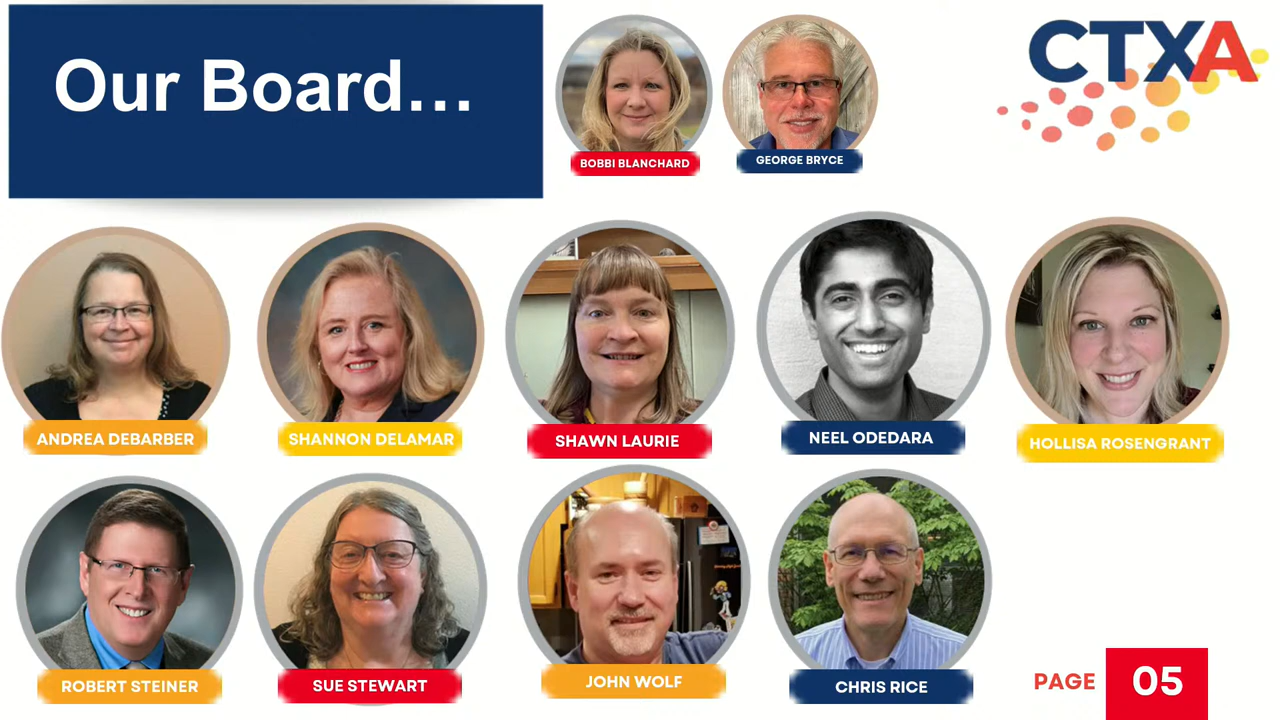 Our Board…
BOBBI BLANCHARD
GEORGE BRYCE
CTXA
ANDREA DEBARBER
SHANNON DELAMAR
SHAWN LAURIE
NEEL ODEDARA
HOLLISA ROSENGRANT
ROBERT STEINER
SUE STEWART
JOHN WOLF
CHRIS RICE
PAGE 05